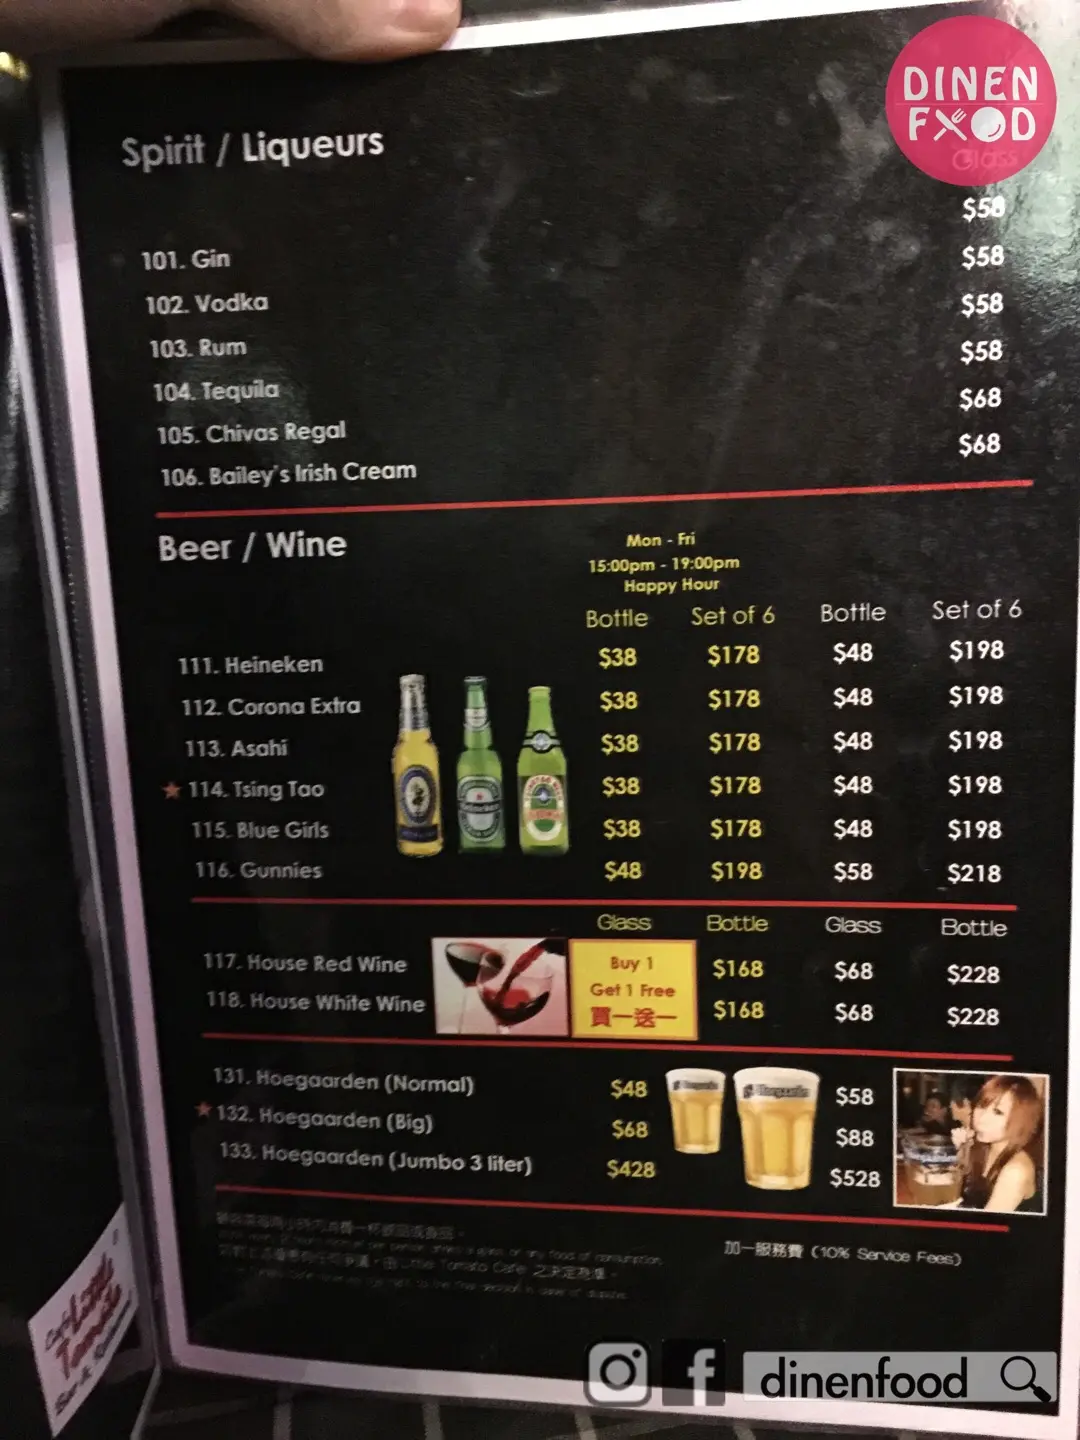 DINEN
FOOD
Spirit / Liqueurs
Glass
$58
101. Gin $58
102. Vodka $58
103. Rum $58
104. Tequila $68
105. Chivas Regal $68
106. Bailey's Irish Cream
Beer / Wine
Mon - Fri
15:00pm - 19:00pm
Happy Hour
Bottle Set of 6 Bottle Set of 6
111. Heineken $38 $178 $48 $198
112. Corona Extra $38 $178 $48 $198
113. Asahi $38 $178 $48 $198
114. Tsing Tao $38 $178 $48 $198
115. Blue Girls $38 $178 $48 $198
116. Gunnies $48 $198 $58 $218
Glass Bottle Glass Bottle
117. House Red Wine $168 $68 $228
118. House White Wine $168 $68 $228
Buy 1
Get 1 Free
買一送一
131. Hoegaarden (Normal) $48 $58
132. Hoegaarden (Big) $68 $88
133. Hoegaarden (Jumbo 3 liter) $428 $528
Hoegaarden
加一服務費 (10% Service Fees)
Café
Little
Tomato
dinenfood